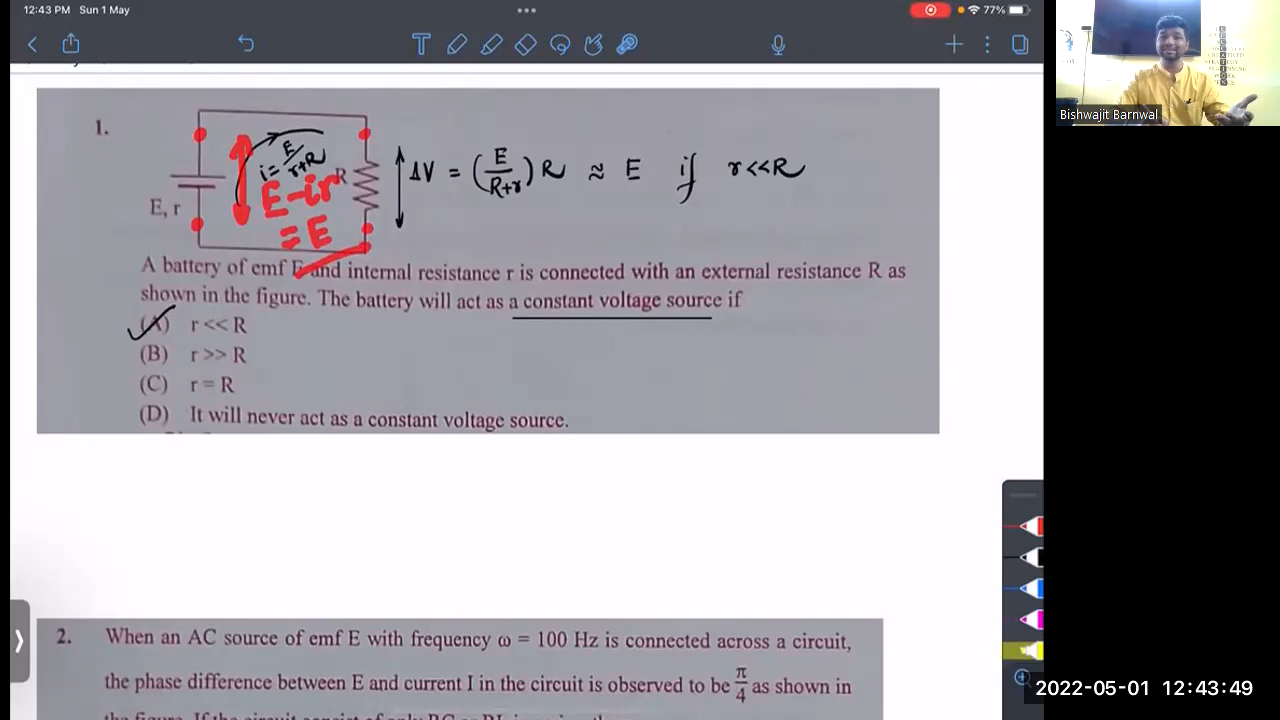 12:43 PM Sun 1 May
77%
Bishwajit Barnwal
1.
E, r
R
i = E/r+R
E-ir
= E
ΔV = (E/R+r) R ≈ E if r<<R
A battery of emf E and internal resistance r is connected with an external resistance R as
shown in the figure. The battery will act as a constant voltage source if
(A) r << R
(B) r >> R
(C) r = R
(D) It will never act as a constant voltage source.
2. When an AC source of emf E with frequency ω = 100 Hz is connected across a circuit,
the phase difference between E and current I in the circuit is observed to be π/4 as shown in
2022-05-01 12:43:49